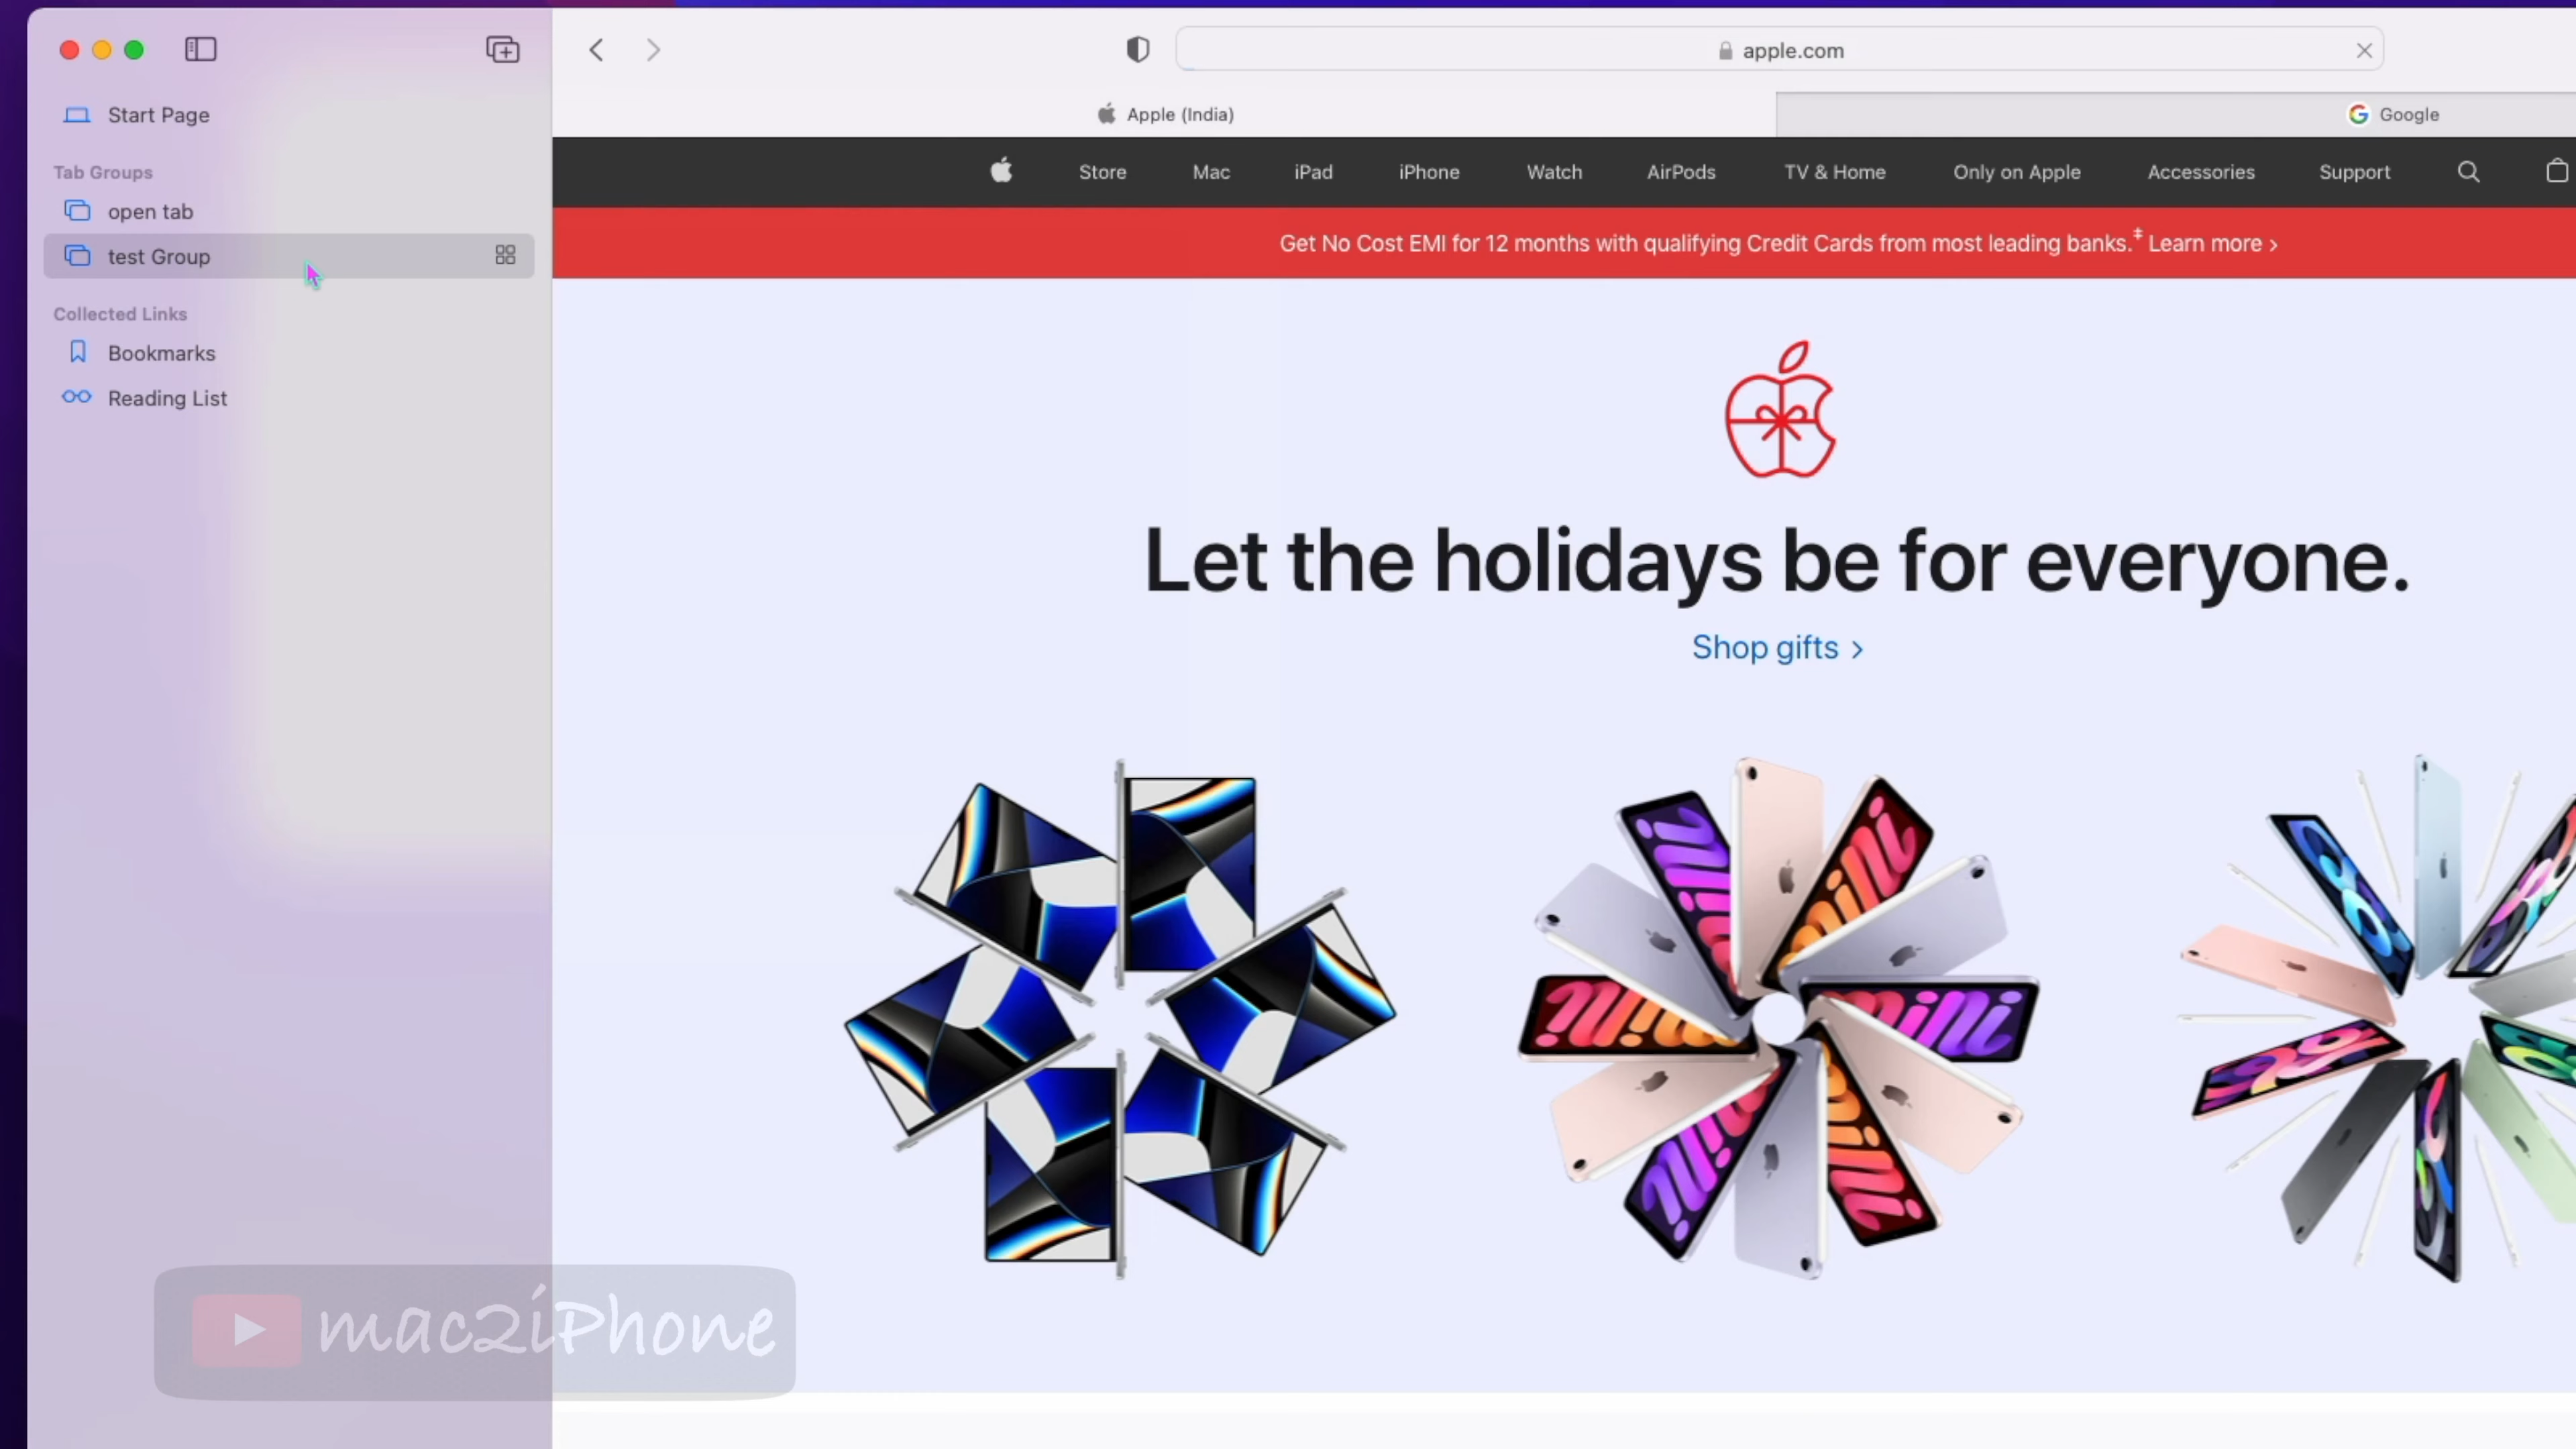 apple.com
Start Page
Apple (India)
Google
Tab Groups
Store Mac iPad iPhone Watch AirPods TV & Home Only on Apple Accessories Support
open tab
Get No Cost EMI for 12 months with qualifying Credit Cards from most leading banks.‡ Learn more >
test Group
Collected Links
Bookmarks
Reading List
Let the holidays be for everyone.
Shop gifts >
mac2iPhone